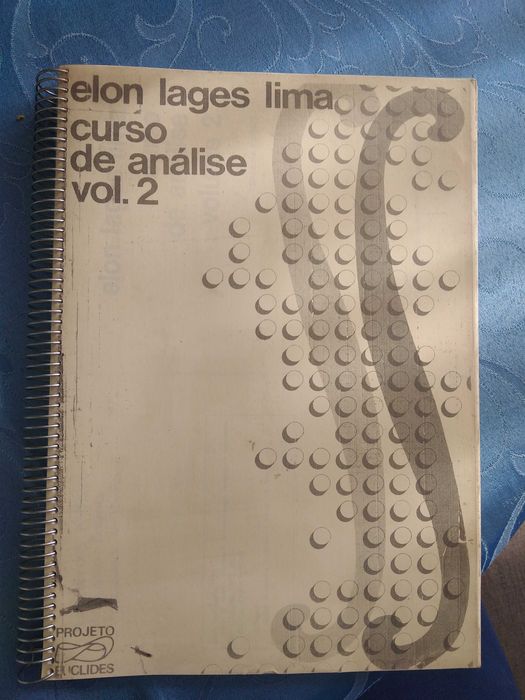 elon lages lima
curso
de análise
vol. 2
PROJETO
EUCLIDES